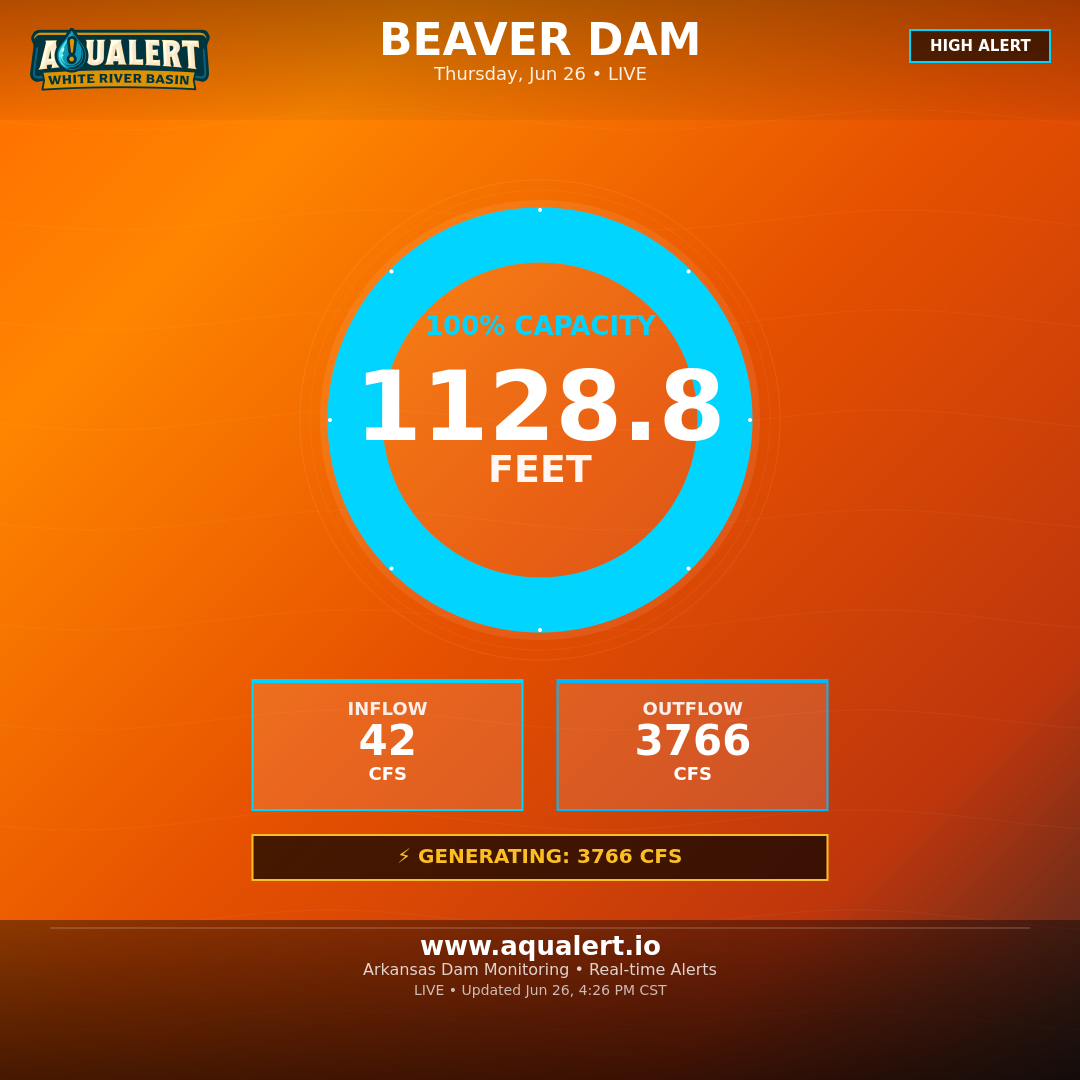 AQUALERT
WHITE RIVER BASIN
BEAVER DAM
Thursday, Jun 26 • LIVE
HIGH ALERT
100% CAPACITY
1128.8
FEET
INFLOW
42
CFS
OUTFLOW
3766
CFS
⚡ GENERATING: 3766 CFS
www.aqualert.io
Arkansas Dam Monitoring • Real-time Alerts
LIVE • Updated Jun 26, 4:26 PM CST